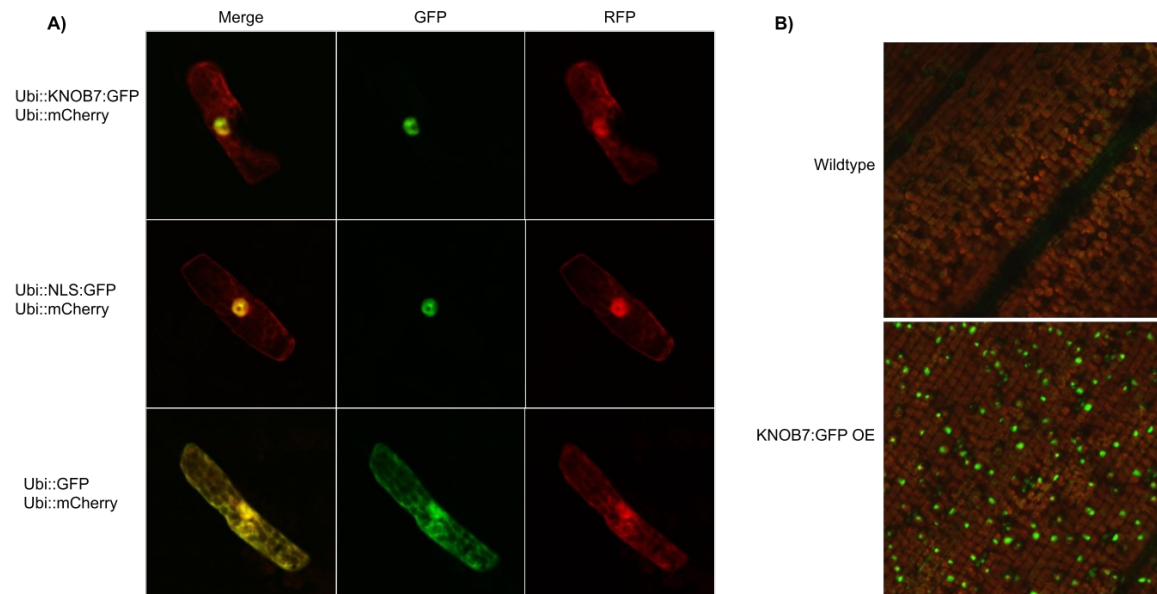 A)
Merge
GFP
RFP
B)
Ubi::KNOB7:GFP
Ubi::mCherry
Ubi::NLS:GFP
Ubi::mCherry
Ubi::GFP
Ubi::mCherry
Wildtype
KNOB7:GFP OE